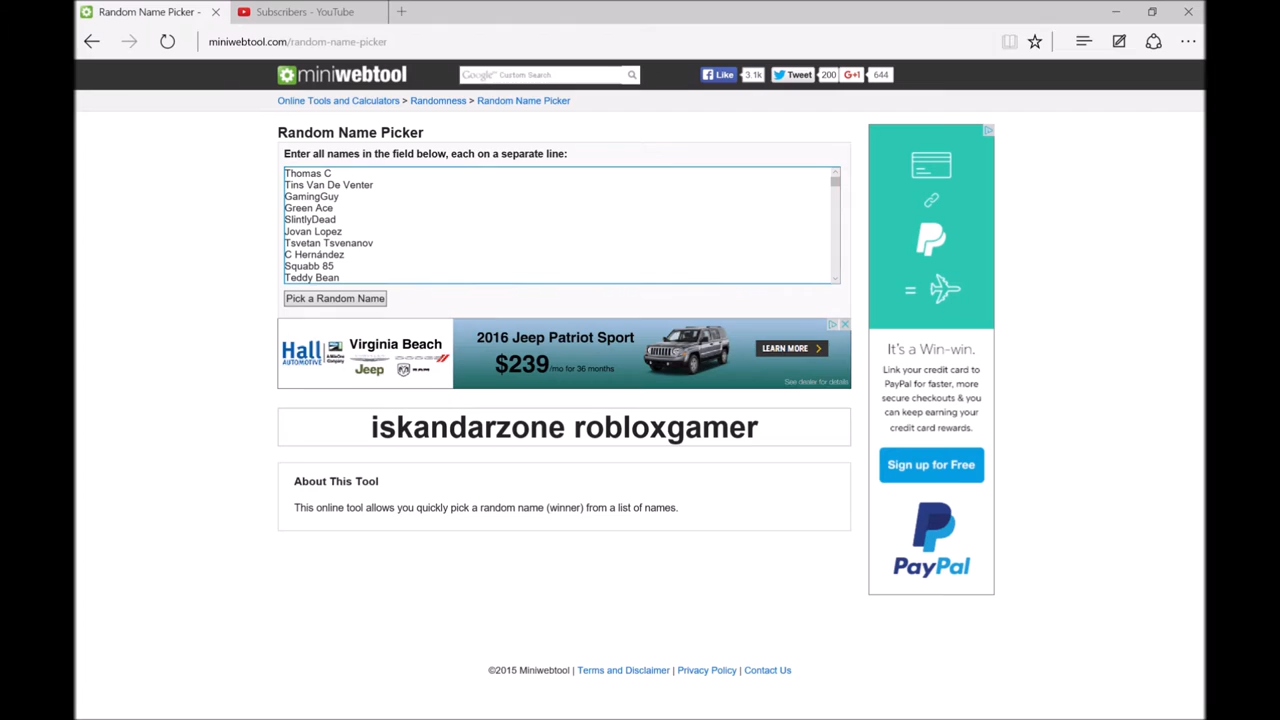 Random Name Picker -
Subscribers - YouTube
miniwebtool.com/random-name-picker
miniwebtool
Google Custom Search
Like 3.1k Tweet 200 G+1 644
Online Tools and Calculators > Randomness > Random Name Picker
Random Name Picker
Enter all names in the field below, each on a separate line:
Thomas C
Tins Van De Venter
GamingGuy
Green Ace
SlintlyDead
Jovan Lopez
Tsvetan Tsvenanov
C Hernández
Squabb 85
Teddy Bean
Pick a Random Name
Hall
AUTOMOTIVE
Virginia Beach
Jeep
RAM
2016 Jeep Patriot Sport
$239 /mo for 36 months
LEARN MORE
See dealer for details
iskandarzone robloxgamer
About This Tool
This online tool allows you quickly pick a random name (winner) from a list of names.
It's a Win-win.
Link your credit card to
PayPal for faster, more
secure checkouts & you
can keep earning your
credit card rewards.
Sign up for Free
PayPal
©2015 Miniwebtool | Terms and Disclaimer | Privacy Policy | Contact Us